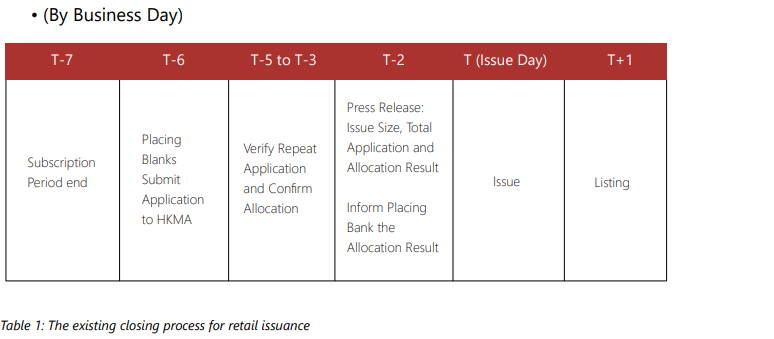 • (By Business Day)
T-7 T-6 T-5 to T-3 T-2 T (Issue Day) T+1
Subscription
Period end
Placing
Blanks
Submit
Application
to HKMA
Verify Repeat
Application
and Confirm
Allocation
Press Release:
Issue Size, Total
Application and
Allocation Result
Inform Placing
Bank the
Allocation Result
Issue
Listing
Table 1: The existing closing process for retail issuance